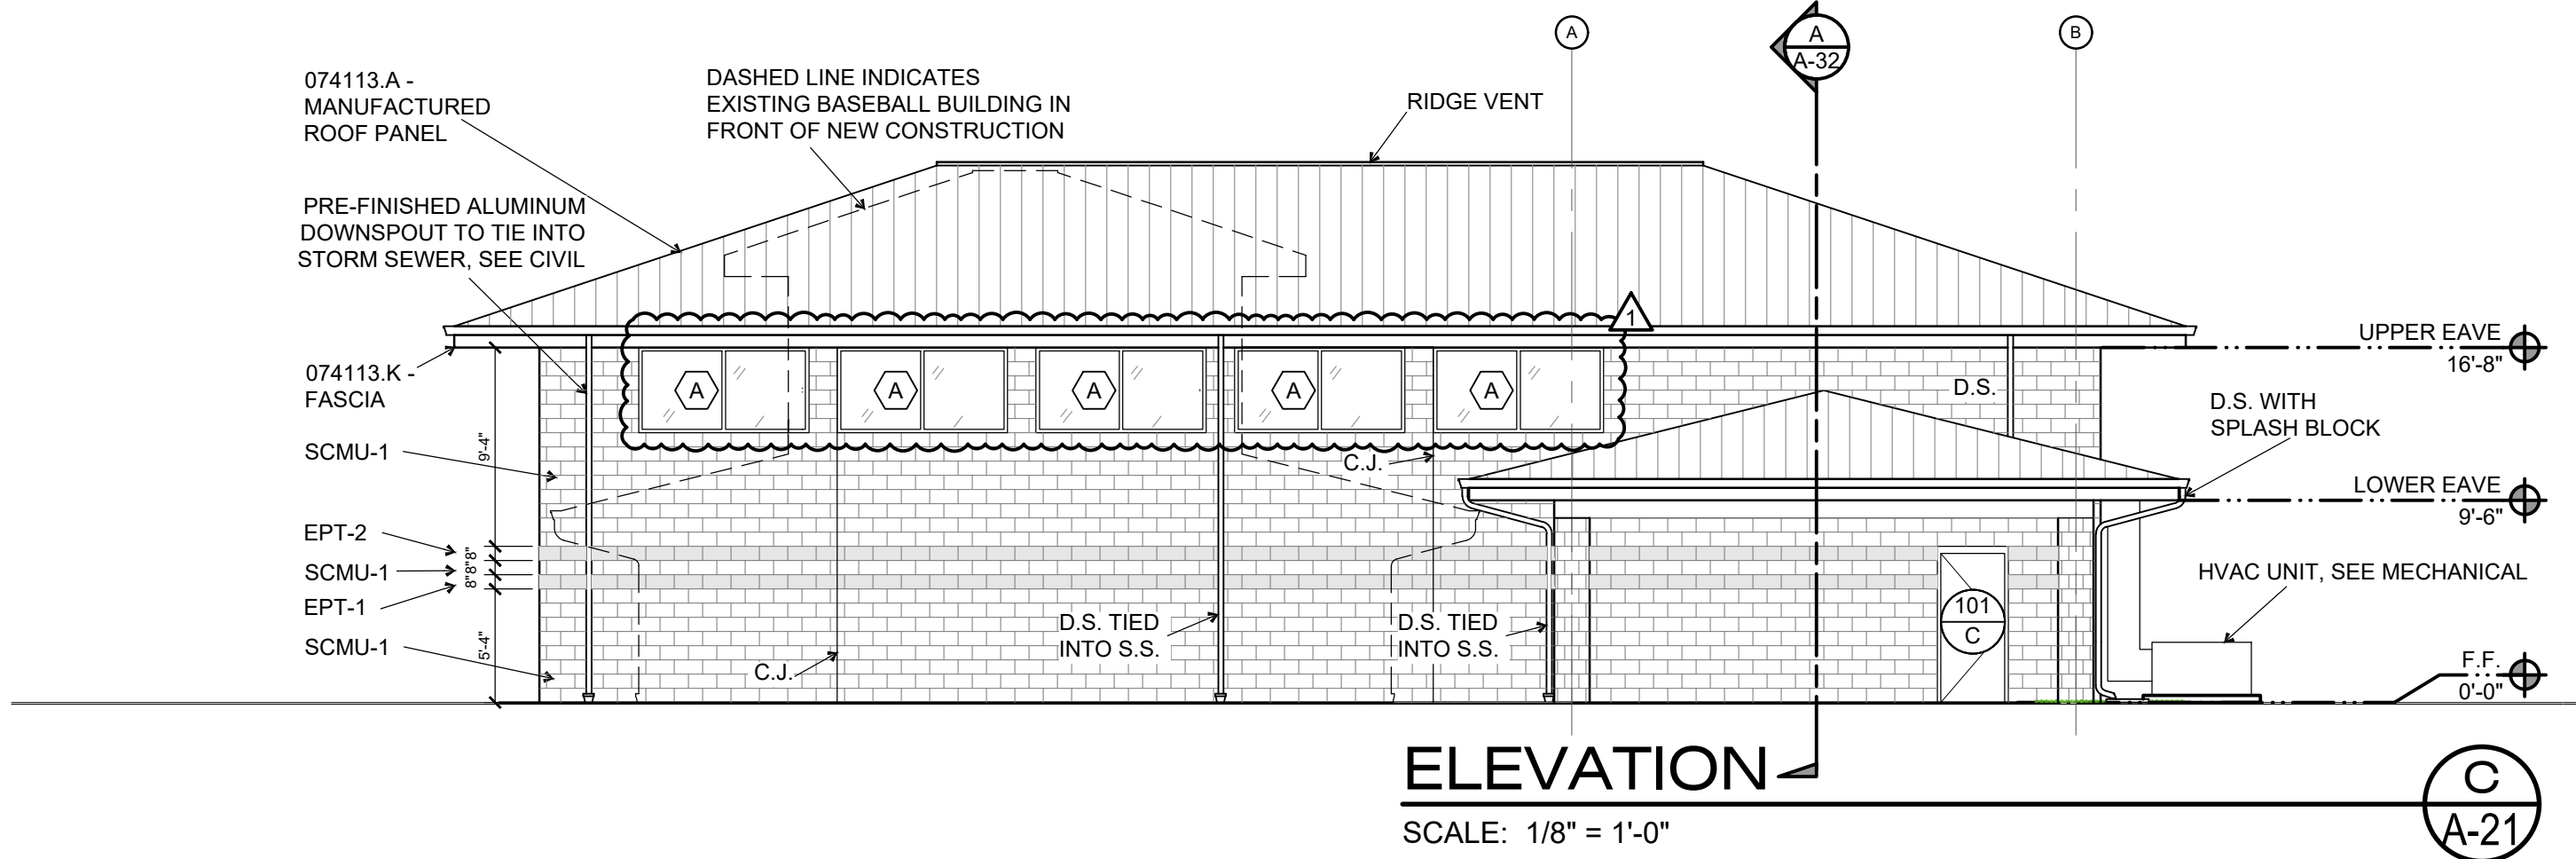 A
A
A-32
B
074113.A -
MANUFACTURED
ROOF PANEL
DASHED LINE INDICATES
EXISTING BASEBALL BUILDING IN
FRONT OF NEW CONSTRUCTION
RIDGE VENT
PRE-FINISHED ALUMINUM
DOWNSPOUT TO TIE INTO
STORM SEWER, SEE CIVIL
1
UPPER EAVE
16'-8"
074113.K -
FASCIA
A
A
A
A
A
D.S.
D.S. WITH
SPLASH BLOCK
9'-4"
SCMU-1
C.J.
LOWER EAVE
9'-6"
EPT-2
8"
8"
8"
SCMU-1
EPT-1
HVAC UNIT, SEE MECHANICAL
101
C
D.S. TIED
INTO S.S.
D.S. TIED
INTO S.S.
5'-4"
SCMU-1
C.J.
F.F.
0'-0"
ELEVATION
SCALE: 1/8" = 1'-0"
C
A-21